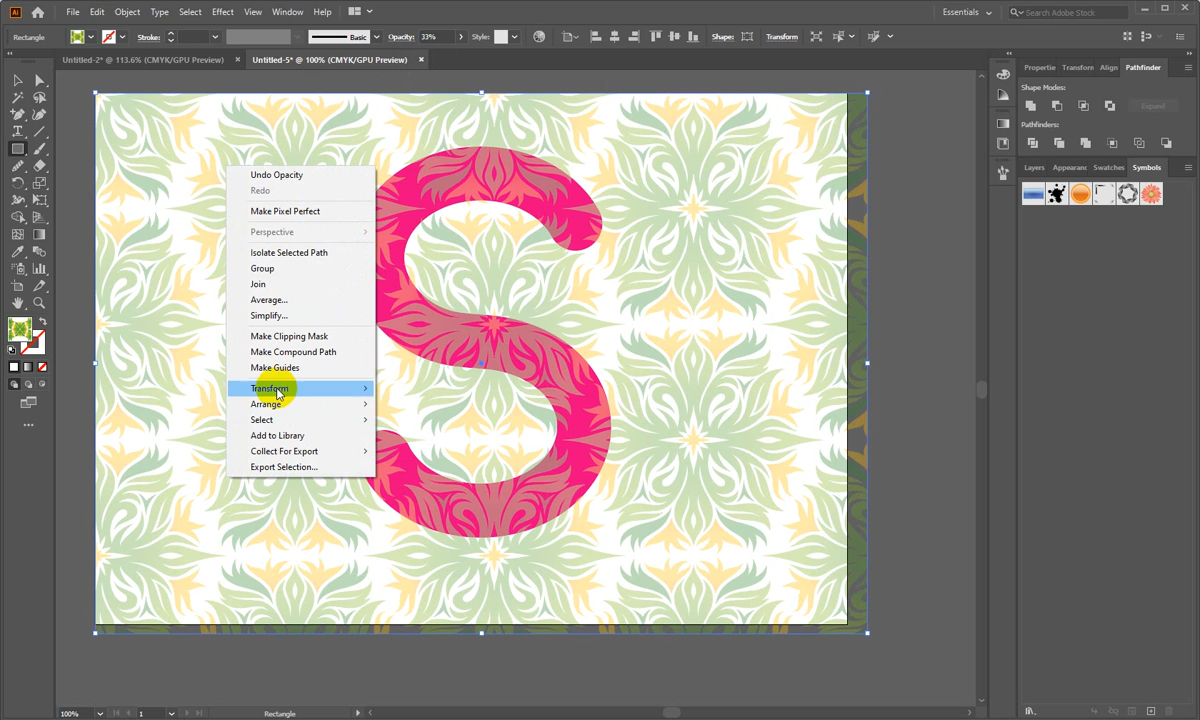 Ai File Edit Object Type Select Effect View Window Help Essentials Search Adobe Stock
Rectangle Stroke: Basic Opacity: 33% Style: Shape: Transform
Untitled-2* @ 113.6% (CMYK/GPU Preview) × Untitled-5* @ 100% (CMYK/GPU Preview) ×
Propertie Transform Align Pathfinder
Shape Modes:
Expand
Pathfinders:
Layers Appearanc Swatches Symbols
S
Undo Opacity
Redo
Make Pixel Perfect
Perspective
Isolate Selected Path
Group
Join
Average...
Simplify...
Make Clipping Mask
Make Compound Path
Make Guides
Transform
Arrange
Select
Add to Library
Collect For Export
Export Selection...
100% 1 Rectangle